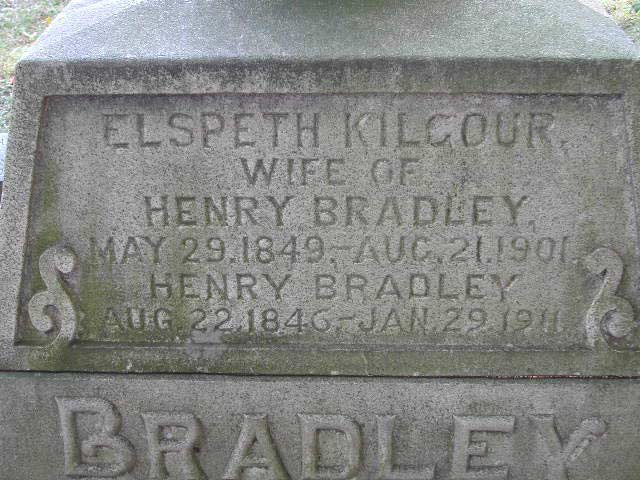 ELSPETH KILGOUR,
WIFE OF
HENRY BRADLEY,
MAY 29.1849.-AUG.21.1901.
HENRY BRADLEY
AUG.22.1846.-JAN.29.1911.
BRADLEY